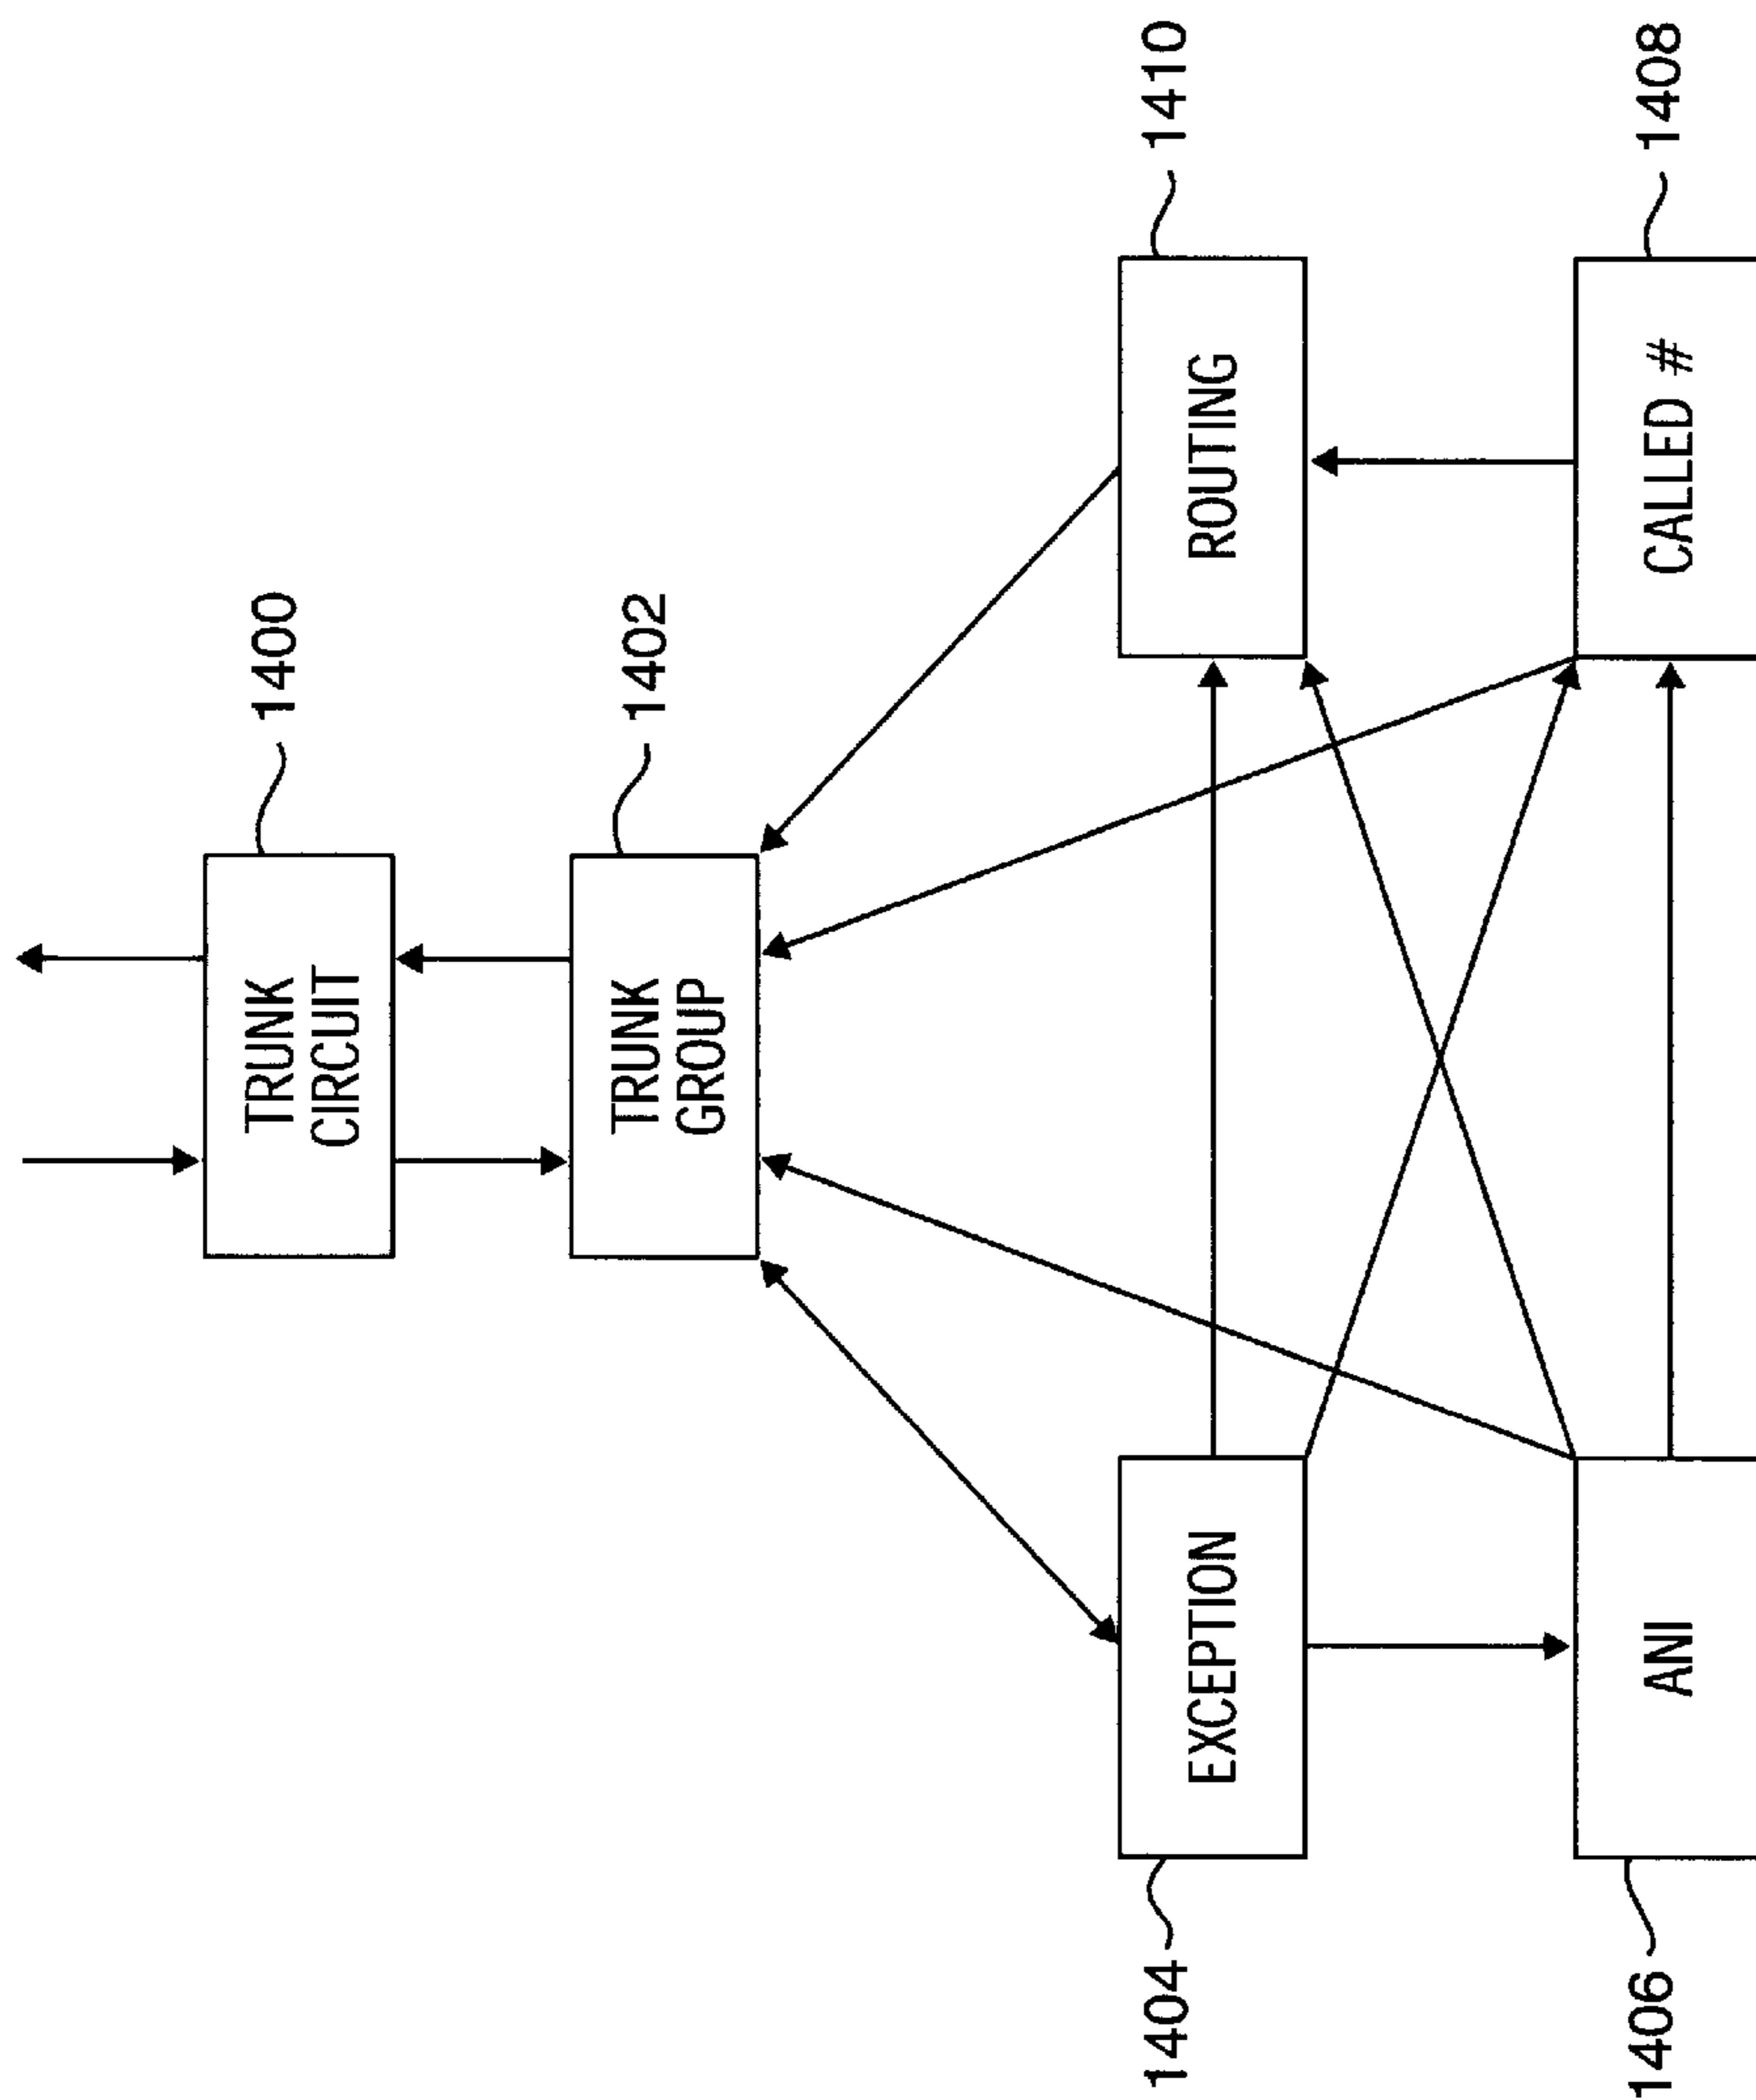 1400
TRUNK
CIRCUIT
1402
TRUNK
GROUP
1404
EXCEPTION
1410
ROUTING
1406
ANI
1408
CALLED #